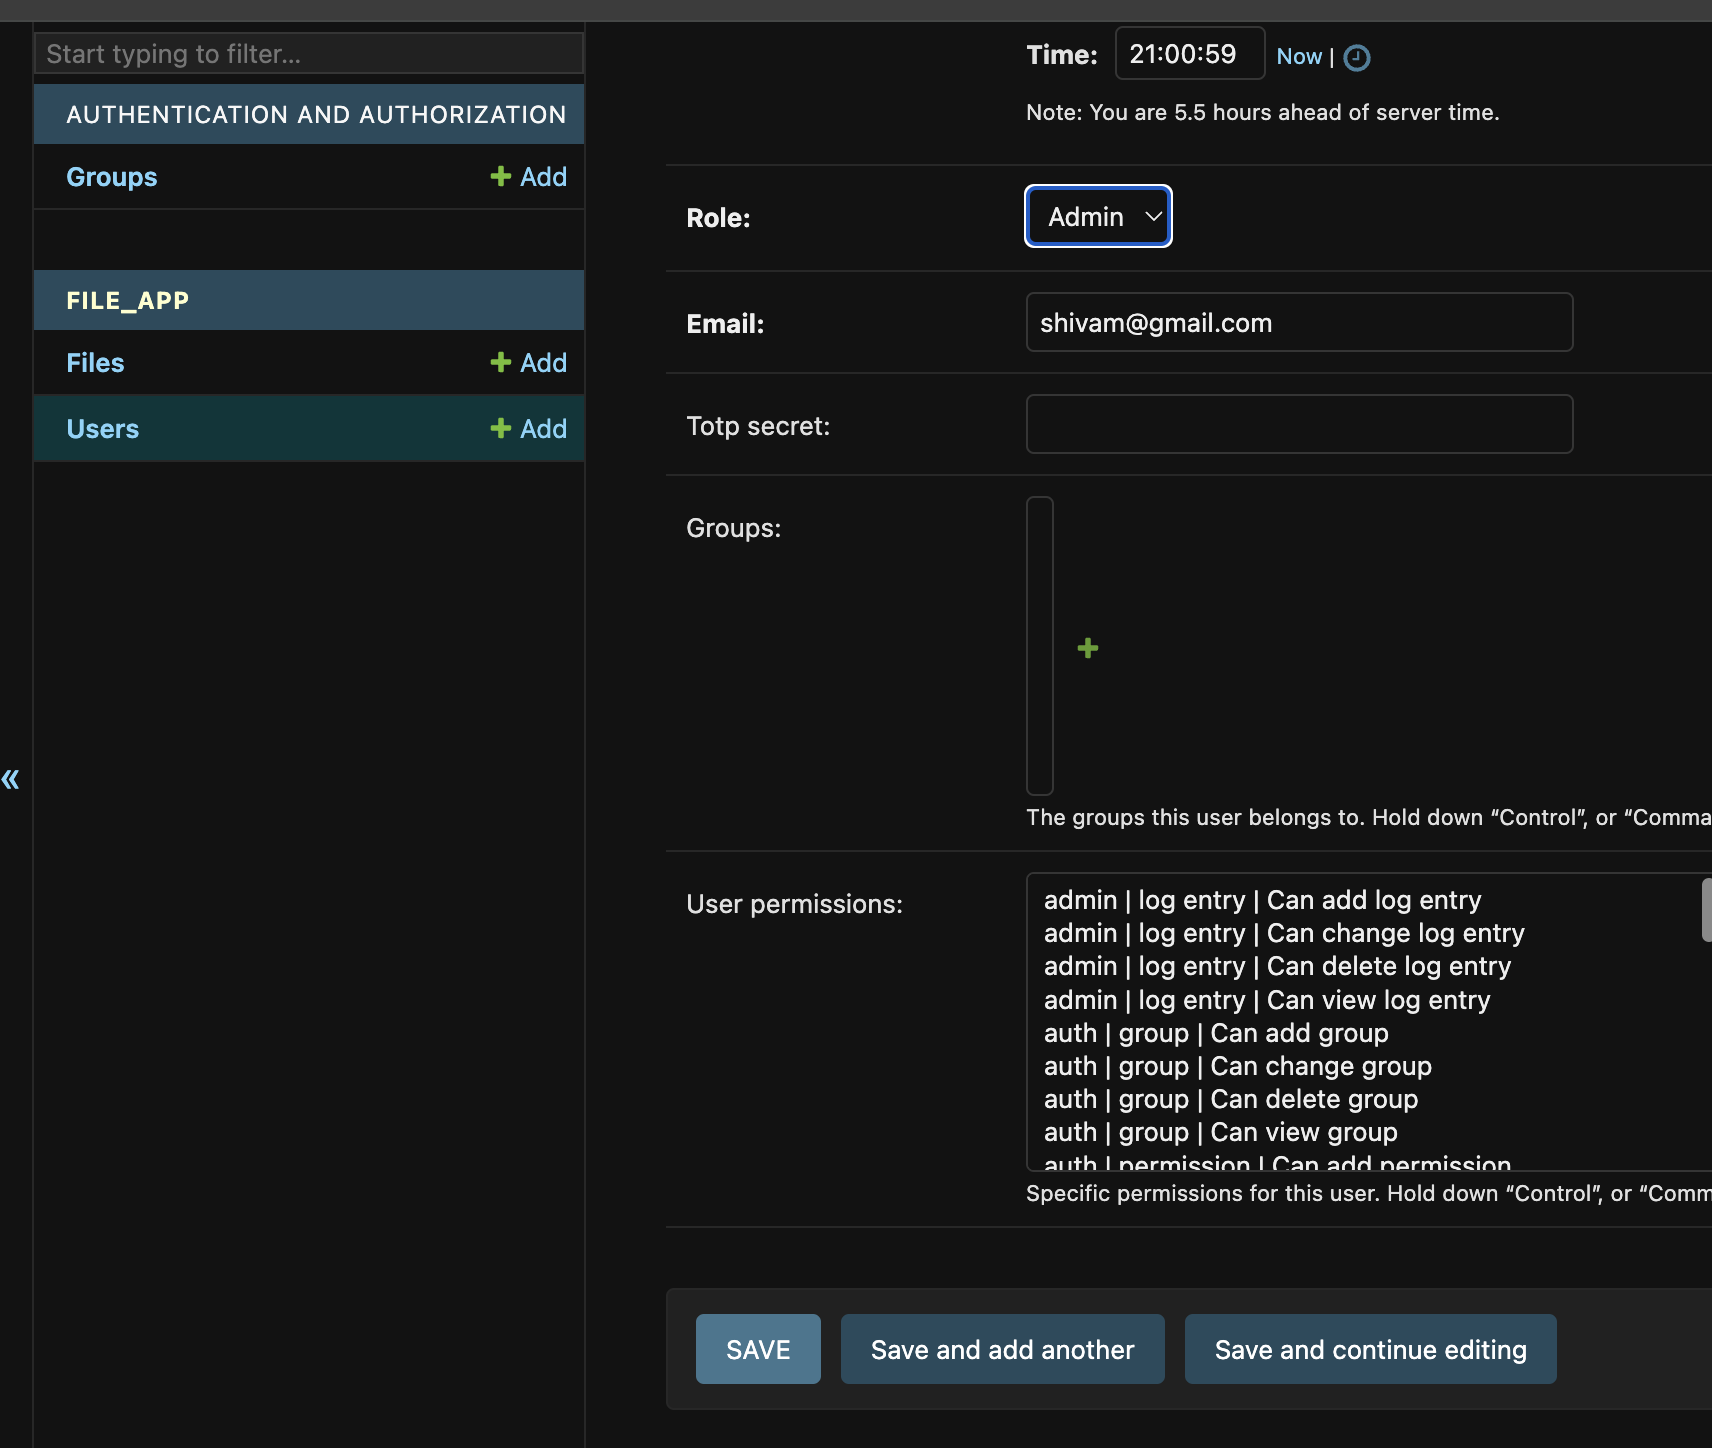 Start typing to filter...
AUTHENTICATION AND AUTHORIZATION
Groups
Add
FILE_APP
Files
Add
Users
Add
«
Time: 21:00:59 Now |
Note: You are 5.5 hours ahead of server time.
Role: Admin
Email: shivam@gmail.com
Totp secret:
Groups:
The groups this user belongs to. Hold down “Control”, or “Comma
User permissions:
admin | log entry | Can add log entry
admin | log entry | Can change log entry
admin | log entry | Can delete log entry
admin | log entry | Can view log entry
auth | group | Can add group
auth | group | Can change group
auth | group | Can delete group
auth | group | Can view group
auth | permission | Can add permission
Specific permissions for this user. Hold down “Control”, or “Comm
SAVE
Save and add another
Save and continue editing